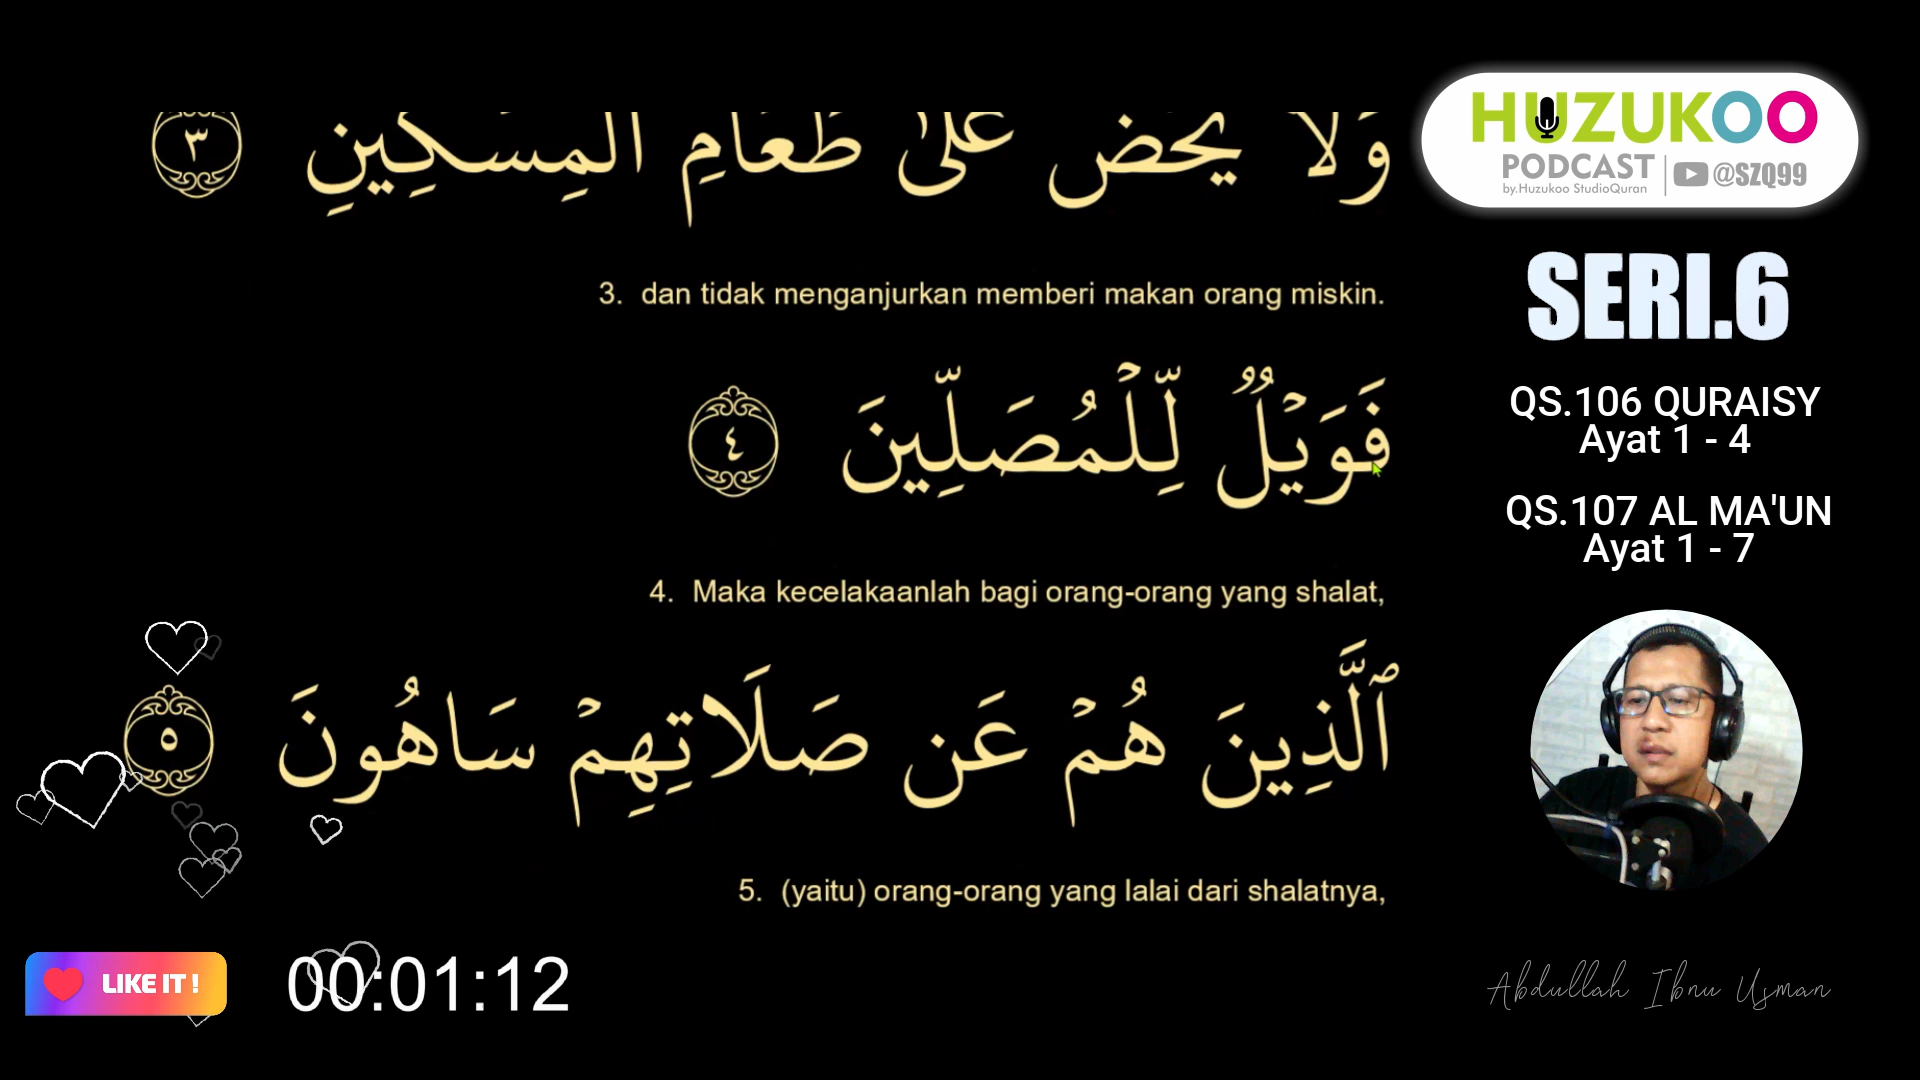 وَلَا يَحُضُّ عَلَىٰ طَعَامِ الْمِسْكِينِ ٣
3. dan tidak menganjurkan memberi makan orang miskin.
فَوَيْلٌ لِّلْمُصَلِّينَ ٤
4. Maka kecelakaanlah bagi orang-orang yang shalat,
ٱلَّذِينَ هُمْ عَن صَلَاتِهِمْ سَاهُونَ ٥
5. (yaitu) orang-orang yang lalai dari shalatnya,
LIKE IT !
00:01:12
HUZUKOO
PODCAST
by.Huzukoo StudioQuran
@SZQ99
SERI.6
QS.106 QURAISY
Ayat 1 - 4
QS.107 AL MA'UN
Ayat 1 - 7
Abdullah Ibnu Usman